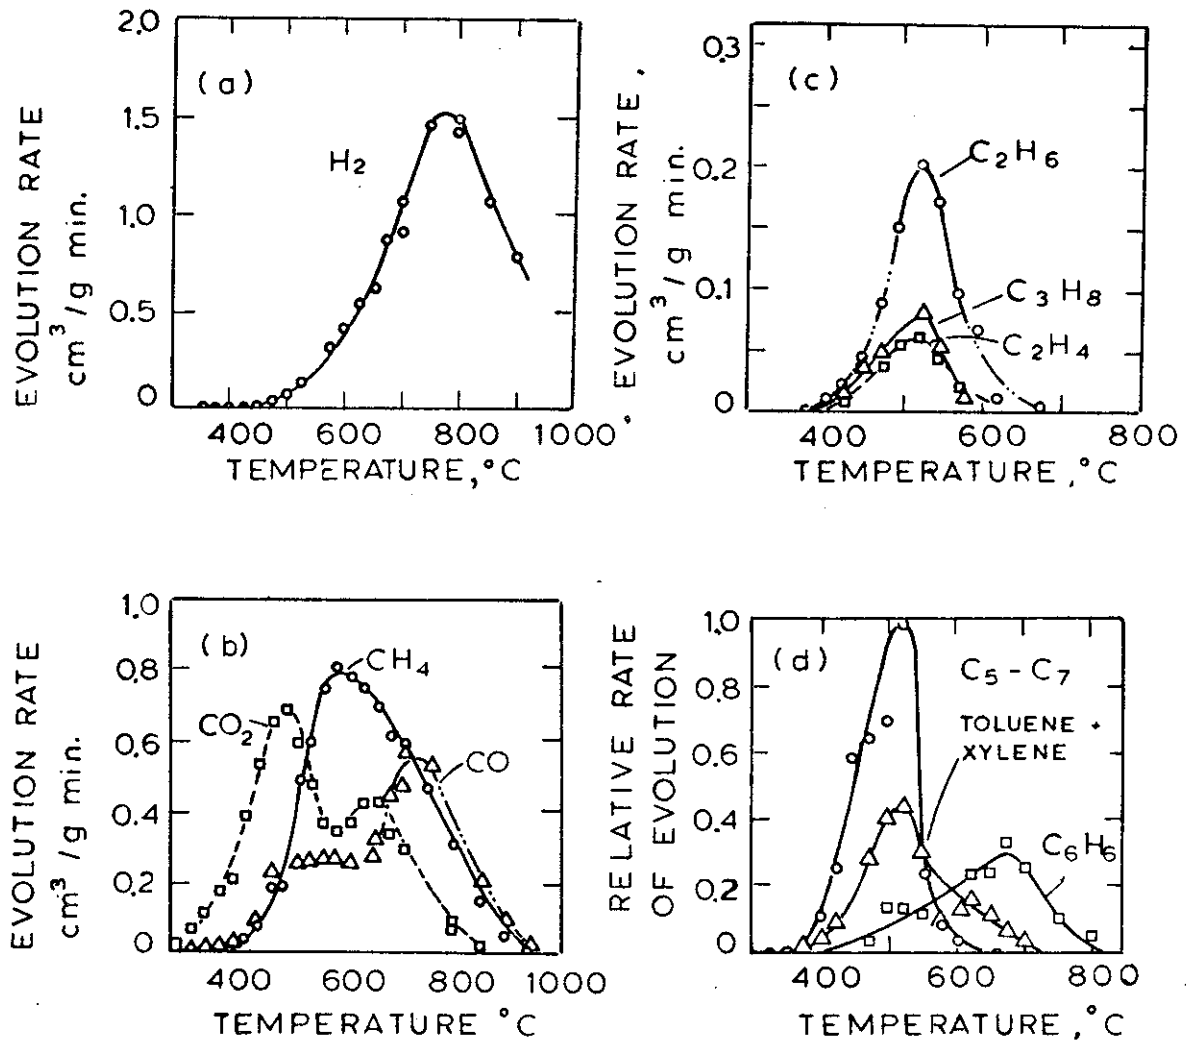 2.0
1.5
1.0
0.5
0
(a)
H2
EVOLUTION RATE
cm3/g min.
400 600 800 1000
TEMPERATURE,°C
0.3
0.2
0.1
0
(c)
C2H6
C3H8
C2H4
EVOLUTION RATE,
cm3/g min.
400 600 800
TEMPERATURE,°C
1.0
0.8
0.6
0.4
0.2
0
(b)
CH4
CO2
CO
EVOLUTION RATE
cm3/g min.
400 600 800 1000
TEMPERATURE °C
1.0
0.8
0.6
0.4
0.2
0
(d)
C5-C7
TOLUENE +
XYLENE
C6H6
RELATIVE RATE
OF EVOLUTION
400 600 800
TEMPERATURE,°C